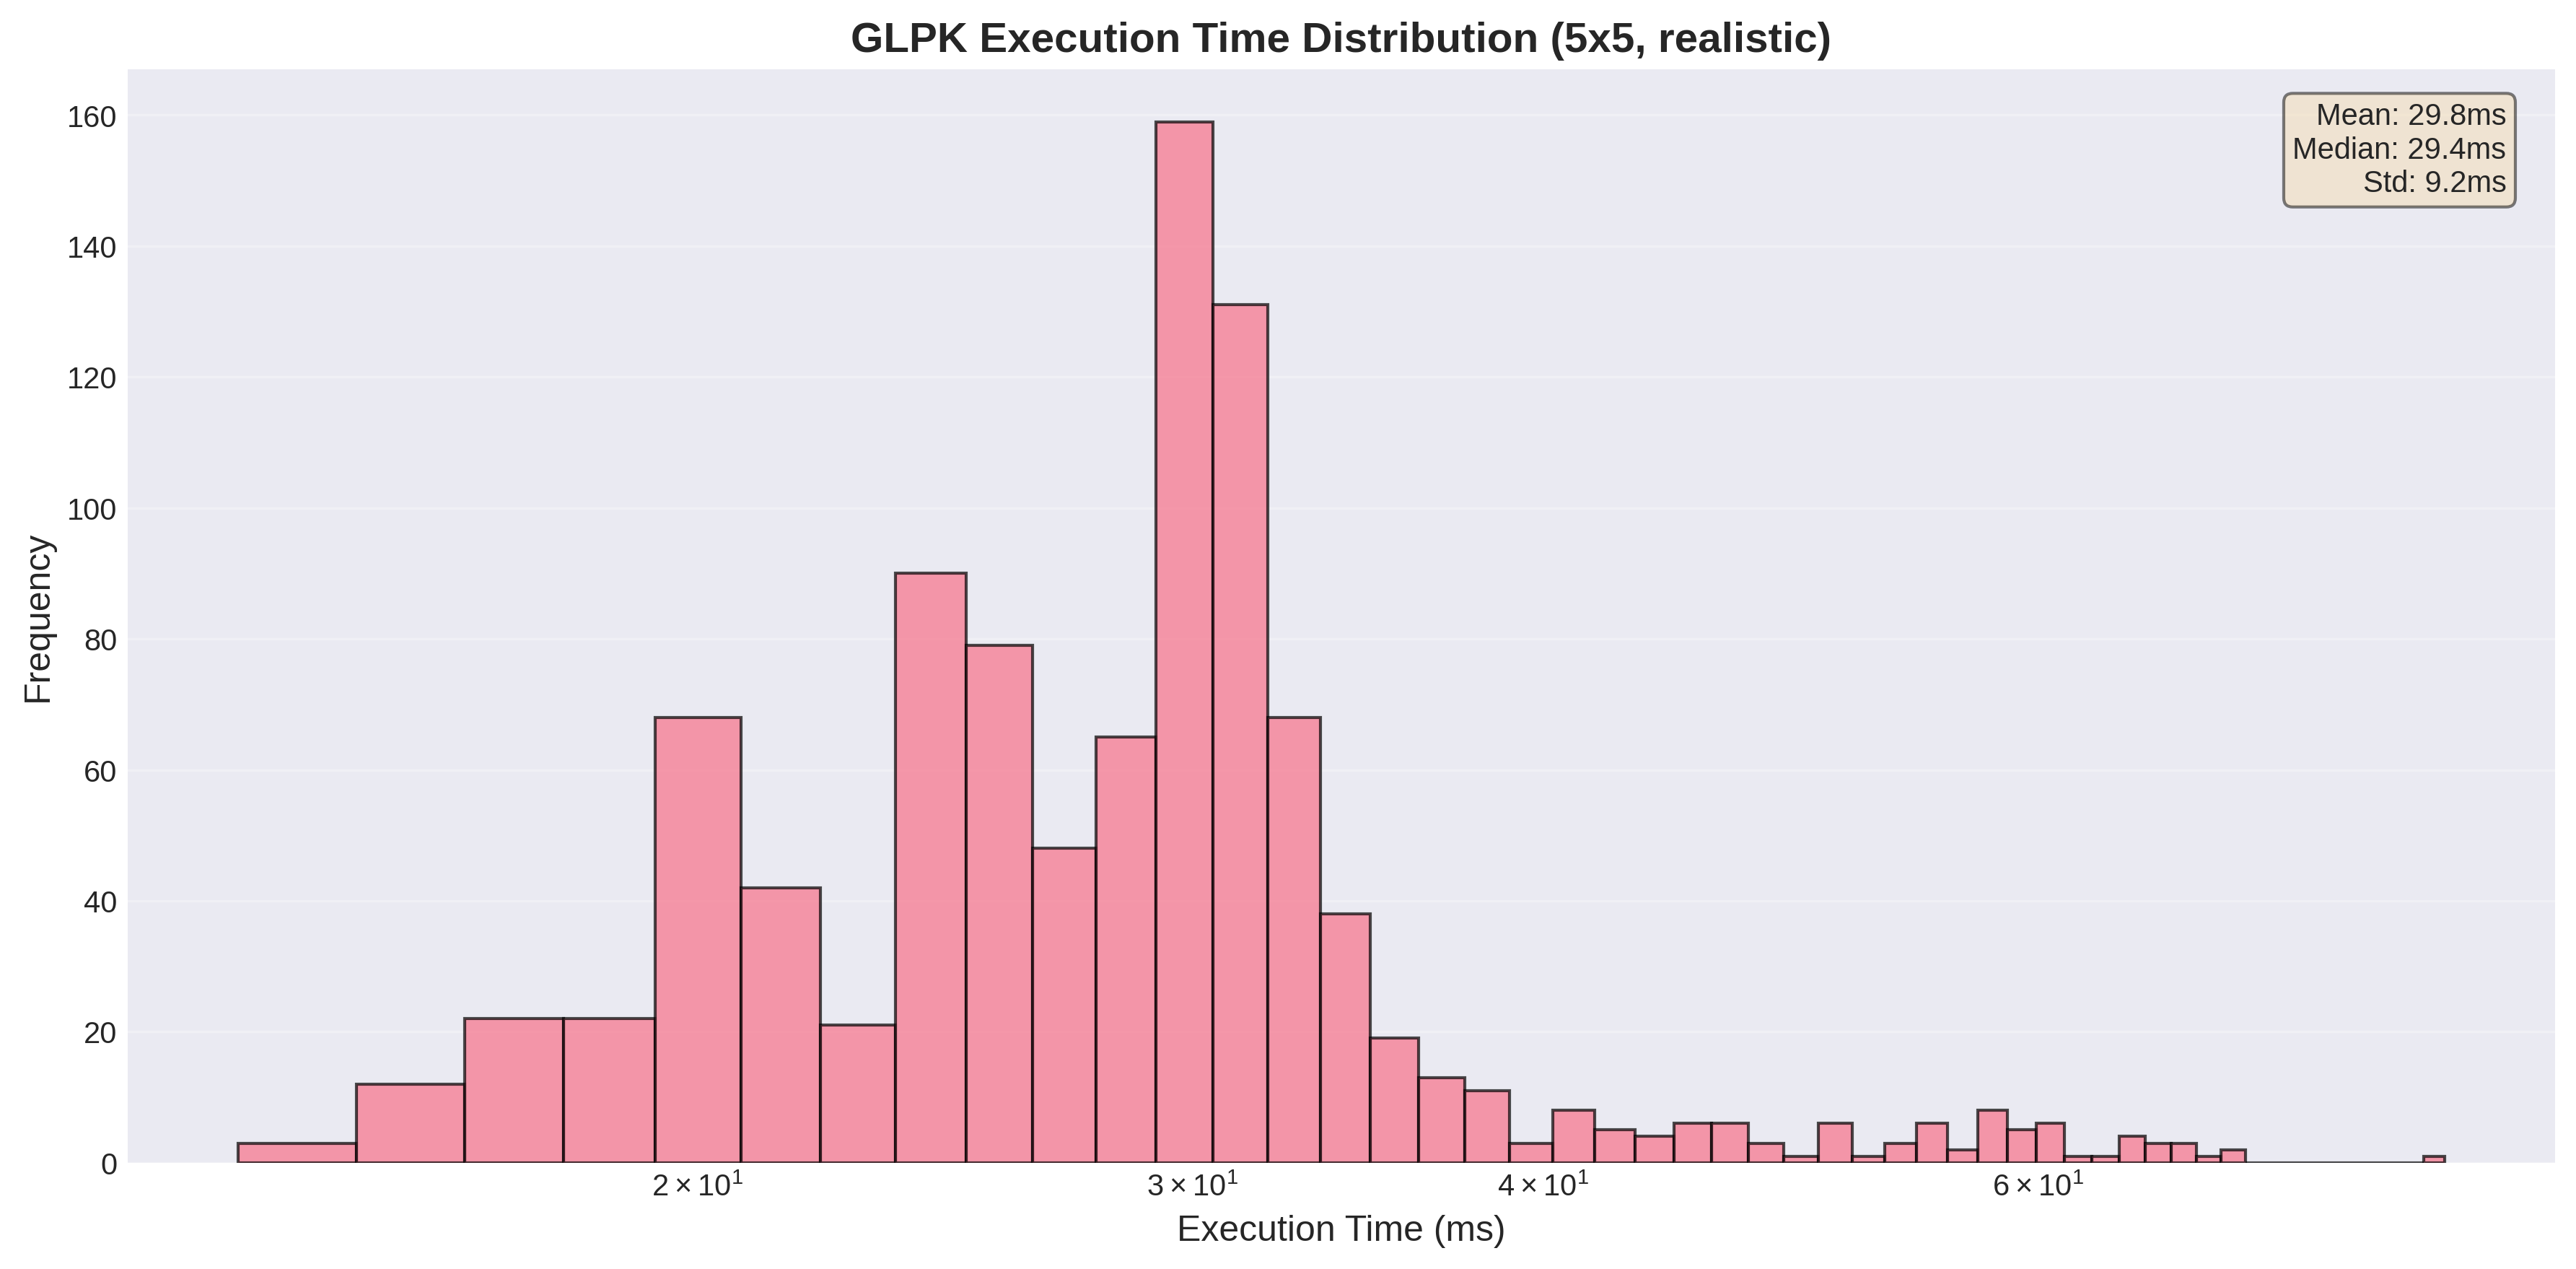 GLPK Execution Time Distribution (5x5, realistic)
Mean: 29.8ms
Median: 29.4ms
Std: 9.2ms
Frequency
160
140
120
100
80
60
40
20
0
2 × 10¹
3 × 10¹
4 × 10¹
6 × 10¹
Execution Time (ms)